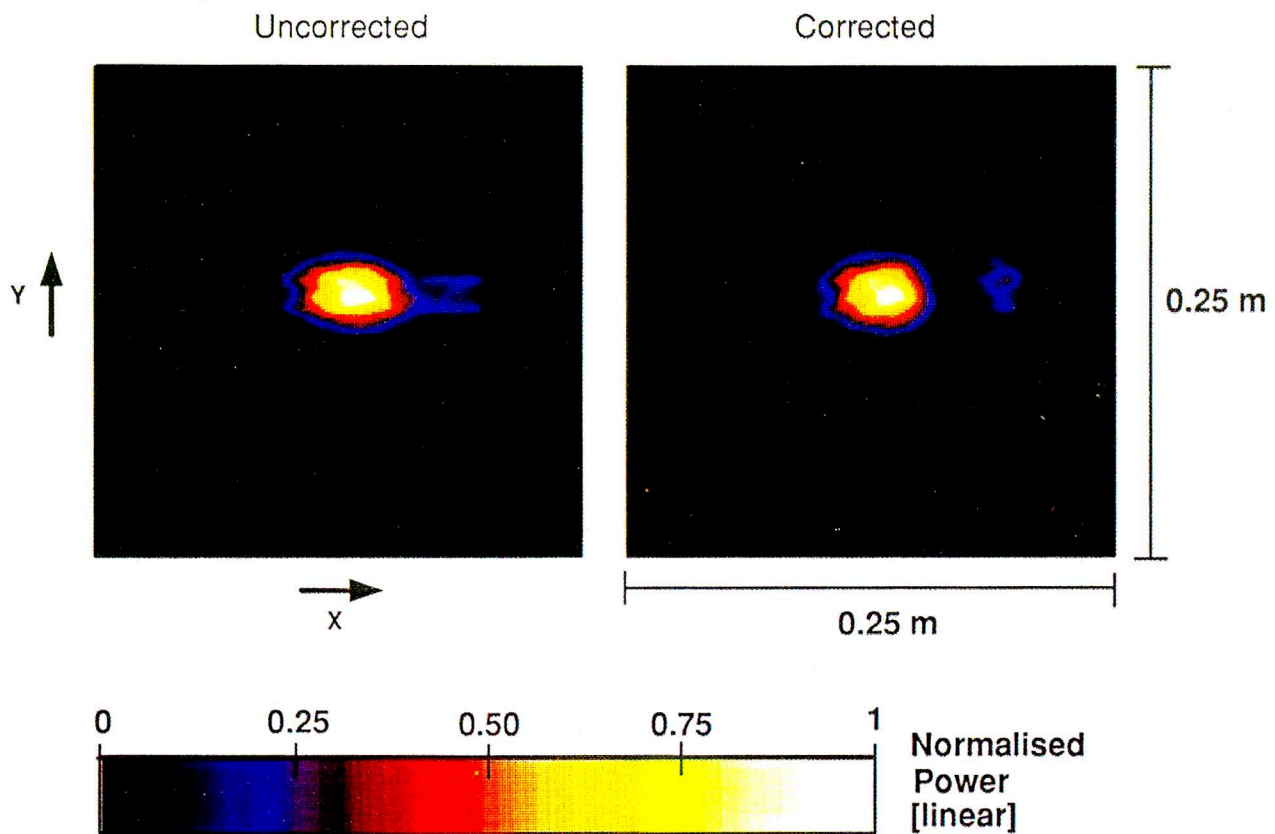 Uncorrected
Corrected
Y
0.25 m
X
0.25 m
0 0.25 0.50 0.75 1
Normalised
Power
[linear]